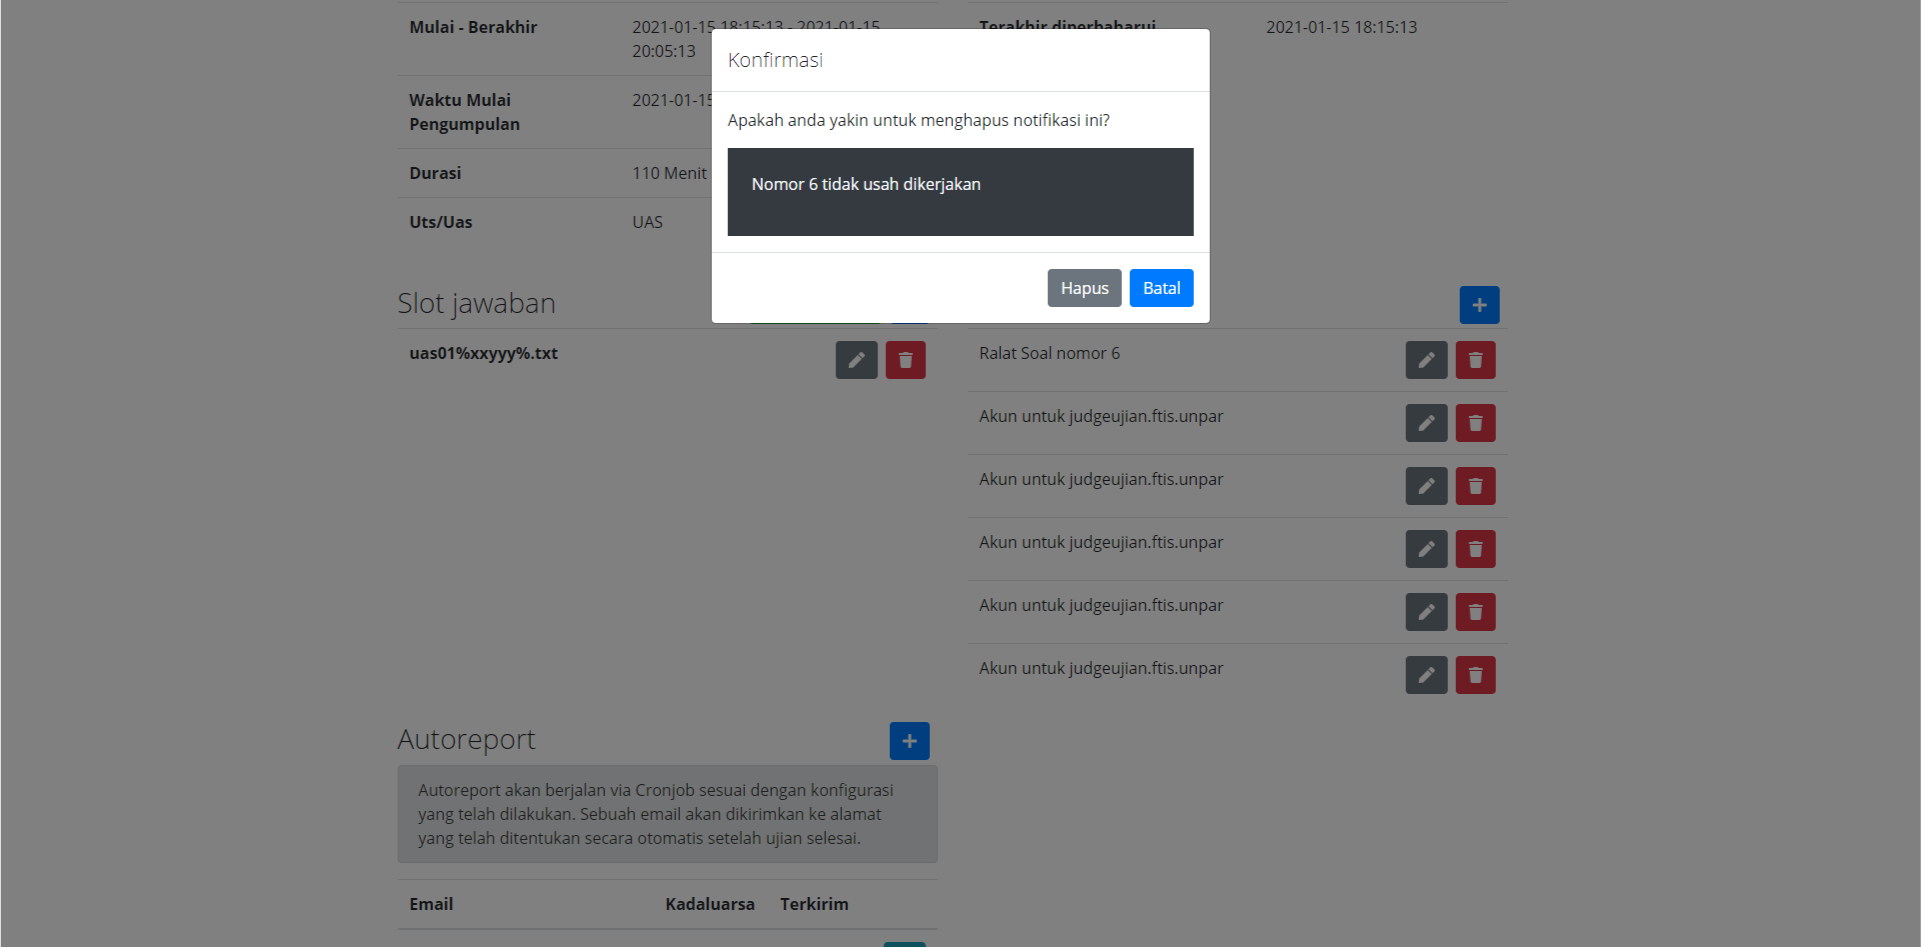 Mulai - Berakhir
2021-01-15 18:15:13 - 2021-01-15
20:05:13
Terakhir diperbaharui
2021-01-15 18:15:13
Waktu Mulai
Pengumpulan
2021-01-15
Durasi
110 Menit
Uts/Uas
UAS
Konfirmasi
Apakah anda yakin untuk menghapus notifikasi ini?
Nomor 6 tidak usah dikerjakan
Hapus
Batal
Slot jawaban
uas01%xxyyy%.txt
Ralat Soal nomor 6
Akun untuk judgeujian.ftis.unpar
Akun untuk judgeujian.ftis.unpar
Akun untuk judgeujian.ftis.unpar
Akun untuk judgeujian.ftis.unpar
Akun untuk judgeujian.ftis.unpar
Autoreport
Autoreport akan berjalan via Cronjob sesuai dengan konfigurasi
yang telah dilakukan. Sebuah email akan dikirimkan ke alamat
yang telah ditentukan secara otomatis setelah ujian selesai.
Email
Kadaluarsa
Terkirim